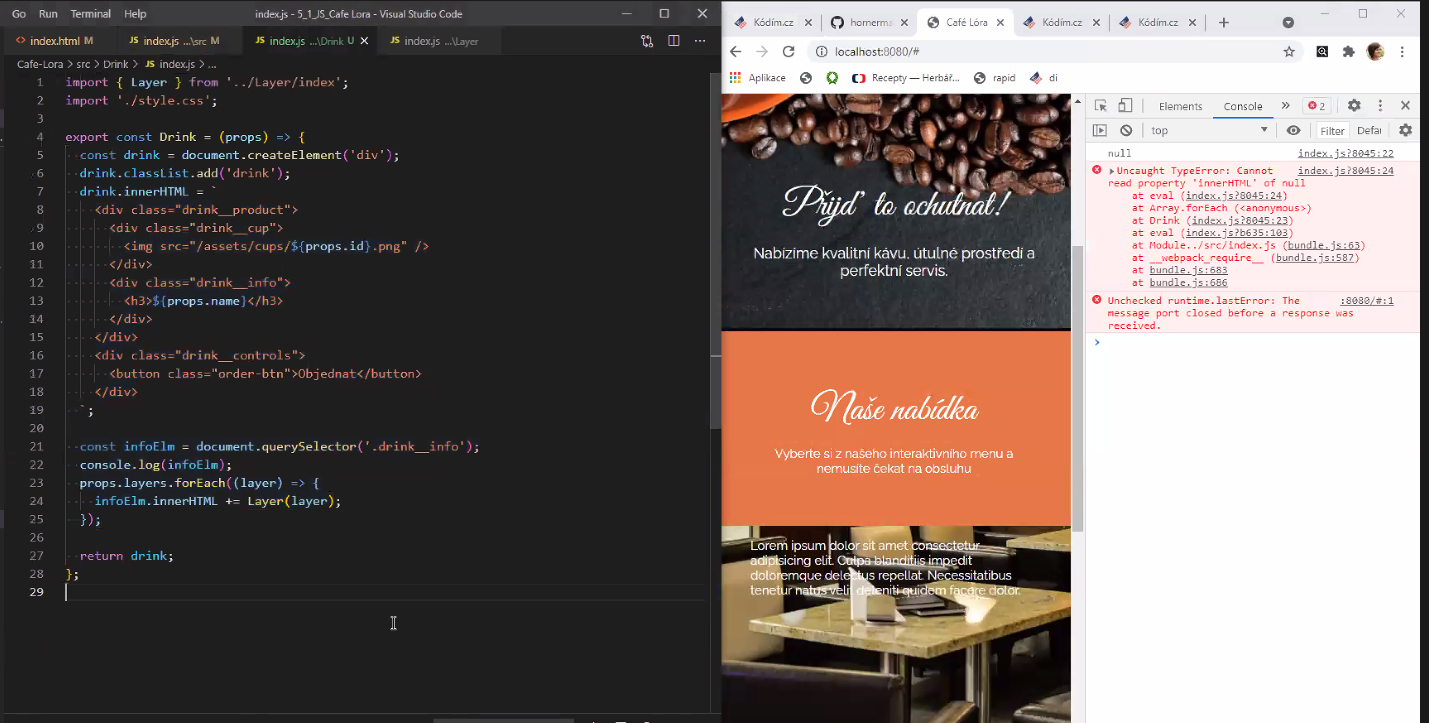 Go Run Terminal Help index.js - 5_1_JS_Cafe Lora - Visual Studio Code
index.html M index.js ...\src M index.js ...\Drink U index.js ...\Layer
Cafe-Lora > src > Drink > index.js > ...
1 import { Layer } from '../Layer/index';
2 import './style.css';
3
4 export const Drink = (props) => {
5 const drink = document.createElement('div');
6 drink.classList.add('drink');
7 drink.innerHTML = `
8 <div class="drink__product">
9 <div class="drink__cup">
10 <img src="/assets/cups/${props.id}.png" />
11 </div>
12 <div class="drink__info">
13 <h3>${props.name}</h3>
14 </div>
15 </div>
16 <div class="drink__controls">
17 <button class="order-btn">Objednat</button>
18 </div>
19 `;
20
21 const infoElm = document.querySelector('.drink__info');
22 console.log(infoElm);
23 props.layers.forEach((layer) => {
24 infoElm.innerHTML += Layer(layer);
25 });
26
27 return drink;
28 };
29
Kódím.cz hornerma Café Lóra Kódím.cz Kódím.cz
localhost:8080/#
Aplikace Recepty — Herbář... rapid di
Přijď to ochutnat!
Nabízíme kvalitní kávu, útulné prostředí a
perfektní servis.
Naše nabídka
Vyberte si z našeho interaktivního menu a
nemusíte čekat na obsluhu
Lorem ipsum dolor sit amet consectetur
adipisicing elit. Culpa blanditiis impedit
doloremque delectus repellat. Necessitatibus
tenetur natus velit deleniti quidem facere dolor.
Elements Console » 2
top Filter Defau
null index.js?8045:22
Uncaught TypeError: Cannot index.js?8045:24
read property 'innerHTML' of null
at eval (index.js?8045:24)
at Array.forEach (<anonymous>)
at Drink (index.js?8045:23)
at eval (index.js?b635:103)
at Module../src/index.js (bundle.js:63)
at __webpack_require__ (bundle.js:587)
at bundle.js:683
at bundle.js:686
Unchecked runtime.lastError: The :8080/#:1
message port closed before a response was
received.